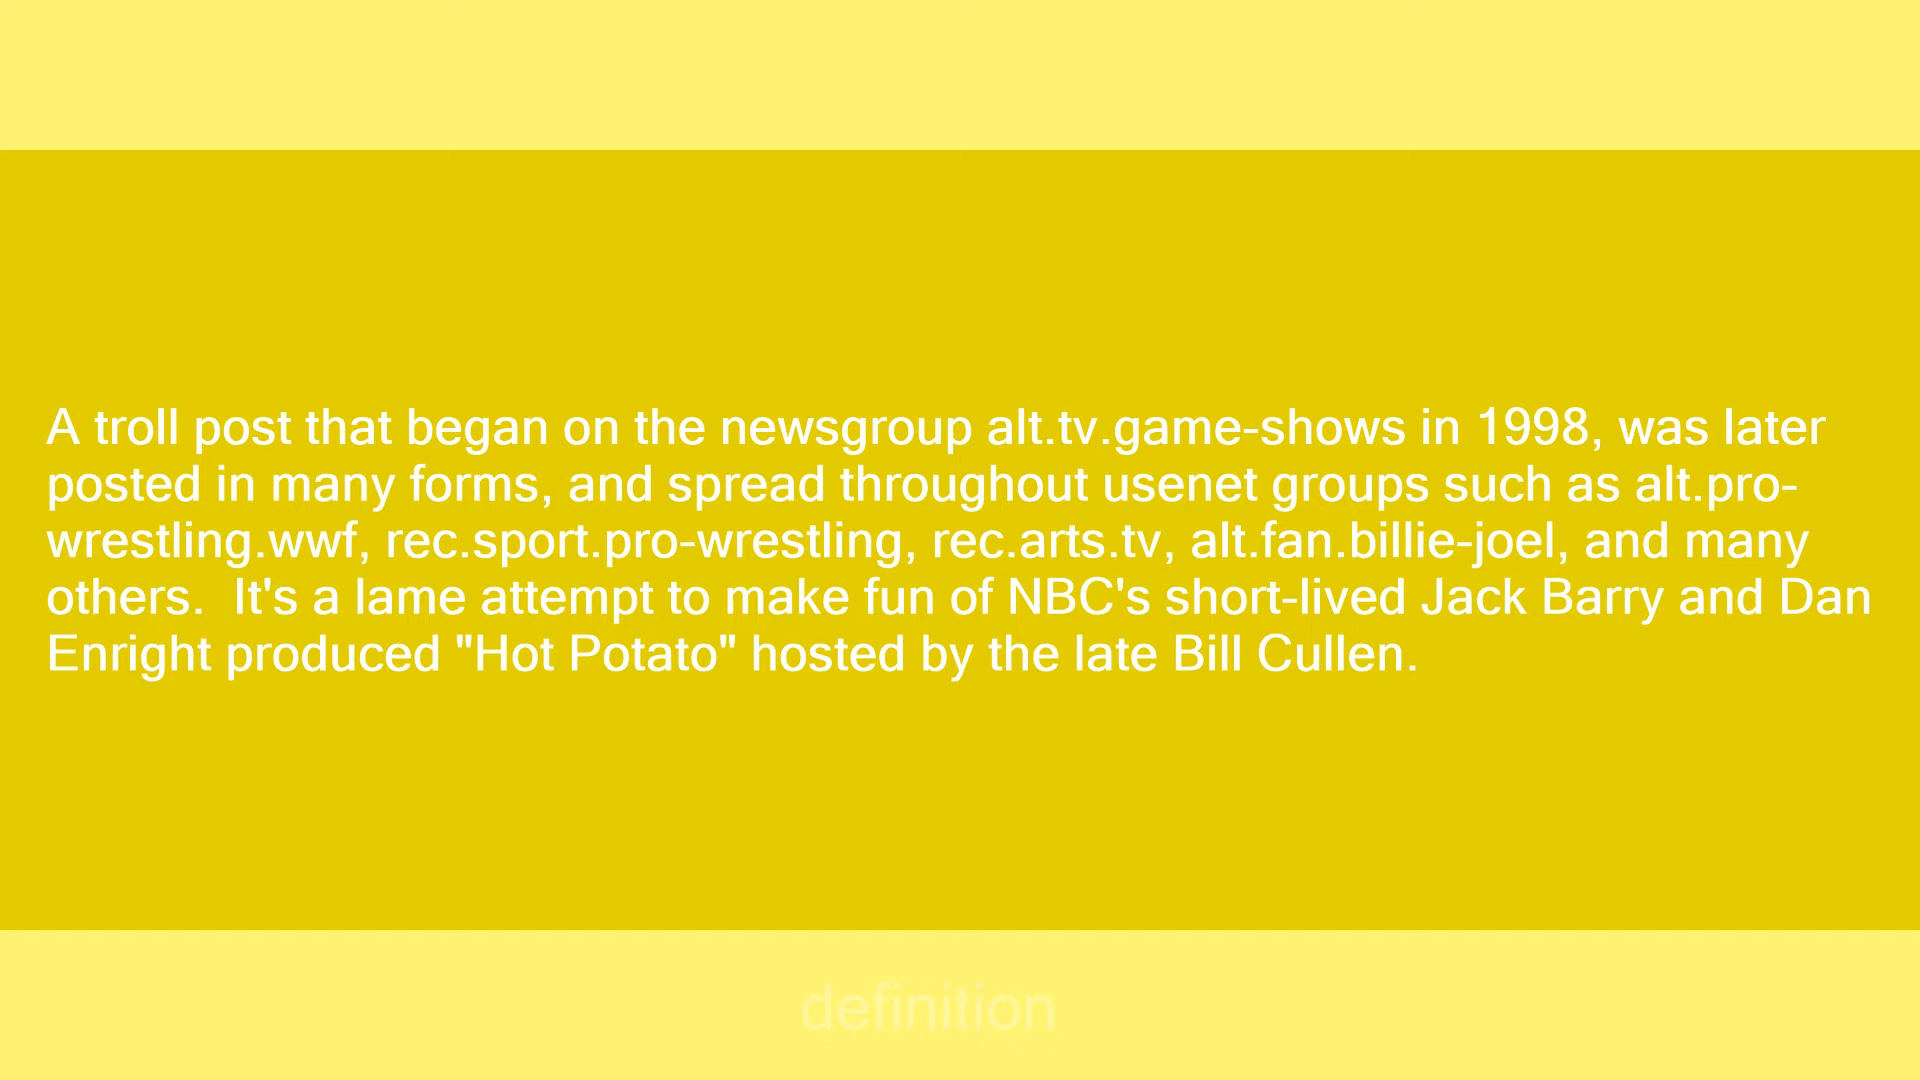 A troll post that began on the newsgroup alt.tv.game-shows in 1998, was later
posted in many forms, and spread throughout usenet groups such as alt.pro-
wrestling.wwf, rec.sport.pro-wrestling, rec.arts.tv, alt.fan.billie-joel, and many
others.  It's a lame attempt to make fun of NBC's short-lived Jack Barry and Dan
Enright produced "Hot Potato" hosted by the late Bill Cullen.
definition